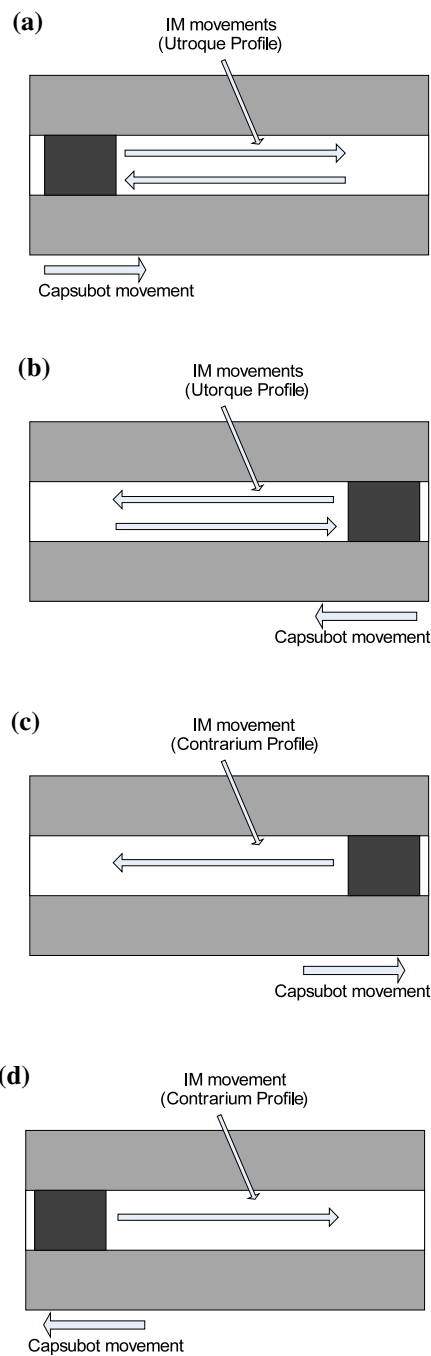 (a)
IM movements
(Utroque Profile)
Capsubot movement
(b)
IM movements
(Utorque Profile)
Capsubot movement
(c)
IM movement
(Contrarium Profile)
Capsubot movement
(d)
IM movement
(Contrarium Profile)
Capsubot movement